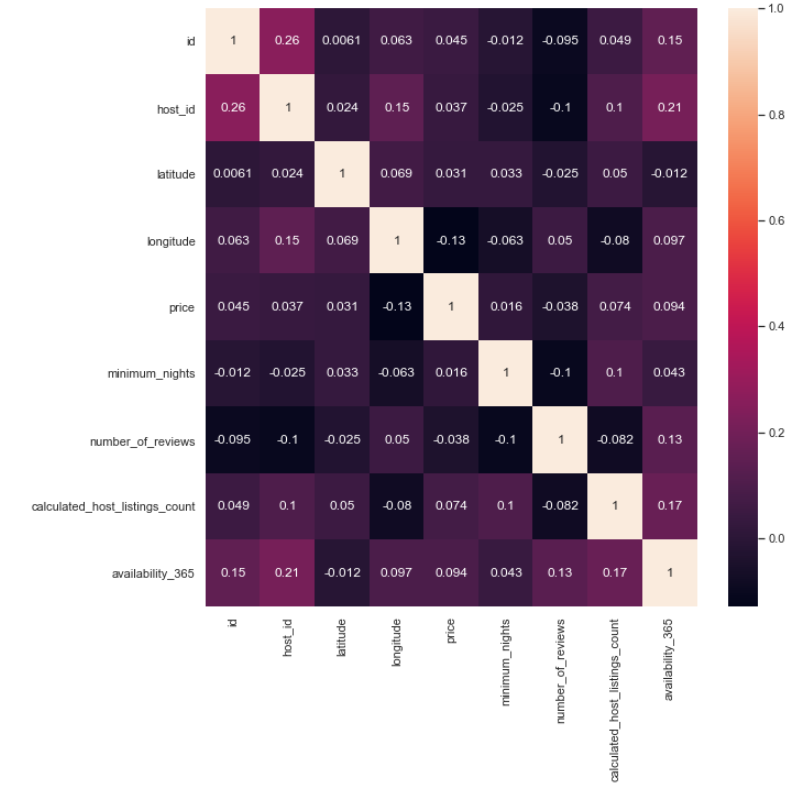 id 1 0.26 0.0061 0.063 0.045 -0.012 -0.095 0.049 0.15
host_id 0.26 1 0.024 0.15 0.037 -0.025 -0.1 0.1 0.21
latitude 0.0061 0.024 1 0.069 0.031 0.033 -0.025 0.05 -0.012
longitude 0.063 0.15 0.069 1 -0.13 -0.063 0.05 -0.08 0.097
price 0.045 0.037 0.031 -0.13 1 0.016 -0.038 0.074 0.094
minimum_nights -0.012 -0.025 0.033 -0.063 0.016 1 -0.1 0.1 0.043
number_of_reviews -0.095 -0.1 -0.025 0.05 -0.038 -0.1 1 -0.082 0.13
calculated_host_listings_count 0.049 0.1 0.05 -0.08 0.074 0.1 -0.082 1 0.17
availability_365 0.15 0.21 -0.012 0.097 0.094 0.043 0.13 0.17 1
id
host_id
latitude
longitude
price
minimum_nights
number_of_reviews
calculated_host_listings_count
availability_365
1.0
0.8
0.6
0.4
0.2
0.0